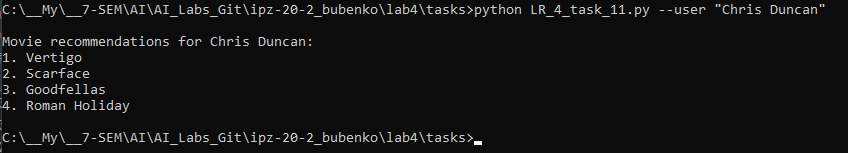 C:\__My\__7-SEM\AI\AI_Labs_Git\ipz-20-2_bubenko\lab4\tasks>python LR_4_task_11.py --user "Chris Duncan"
Movie recommendations for Chris Duncan:
1. Vertigo
2. Scarface
3. Goodfellas
4. Roman Holiday
C:\__My\__7-SEM\AI\AI_Labs_Git\ipz-20-2_bubenko\lab4\tasks>